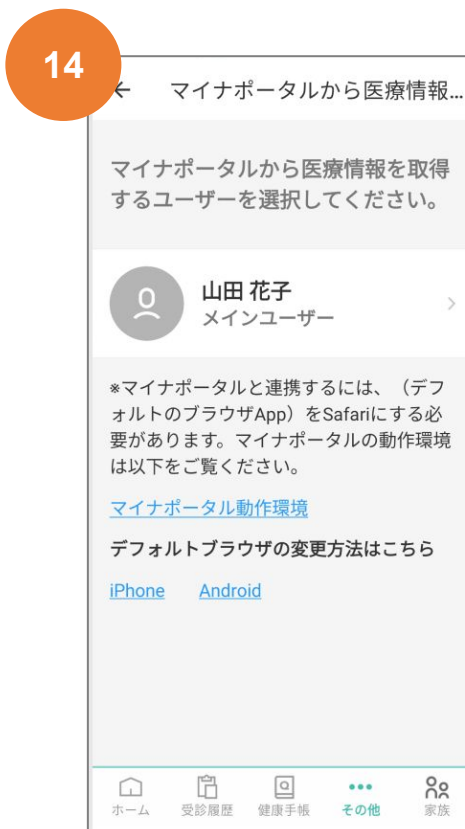 14
← マイナポータルから医療情報...
マイナポータルから医療情報を取得
するユーザーを選択してください。
山田 花子
メインユーザー
※マイナポータルと連携するには、（デフ
ォルトのブラウザApp）をSafariにする必
要があります。マイナポータルの動作環境
は以下をご覧ください。
マイナポータル動作環境
デフォルトブラウザの変更方法はこちら
iPhone Android
ホーム 受診履歴 健康手帳 その他 家族